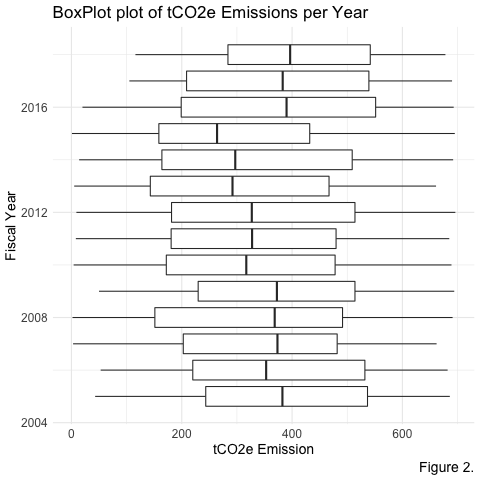 BoxPlot plot of tCO2e Emissions per Year
2016
2012
2008
2004
Fiscal Year
0 200 400 600
tCO2e Emission
Figure 2.